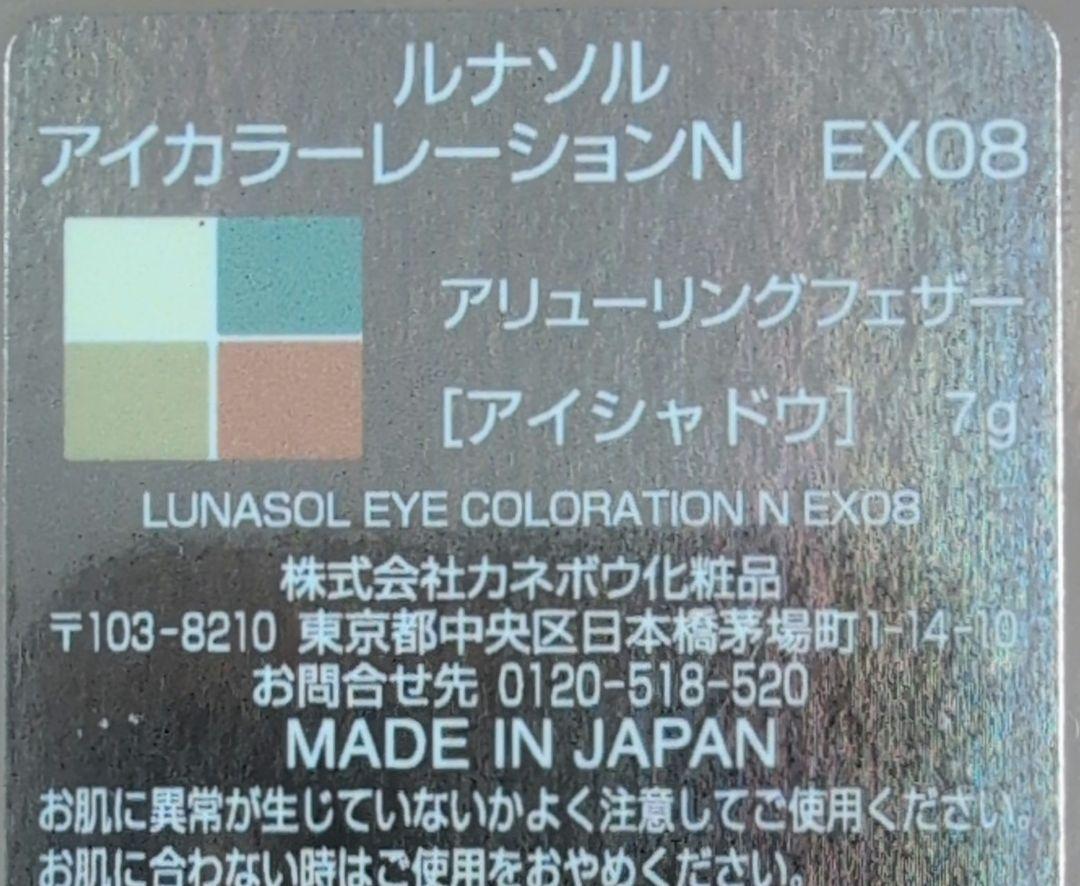 ルナソル
アイカラーレーションN EX08
アリューリングフェザー
[アイシャドウ] 7g
LUNASOL EYE COLORATION N EX08
株式会社カネボウ化粧品
〒103-8210 東京都中央区日本橋茅場町1-14-10
お問合せ先 0120-518-520
MADE IN JAPAN
お肌に異常が生じていないかよく注意してご使用ください。
お肌に合わない時はご使用をおやめください。